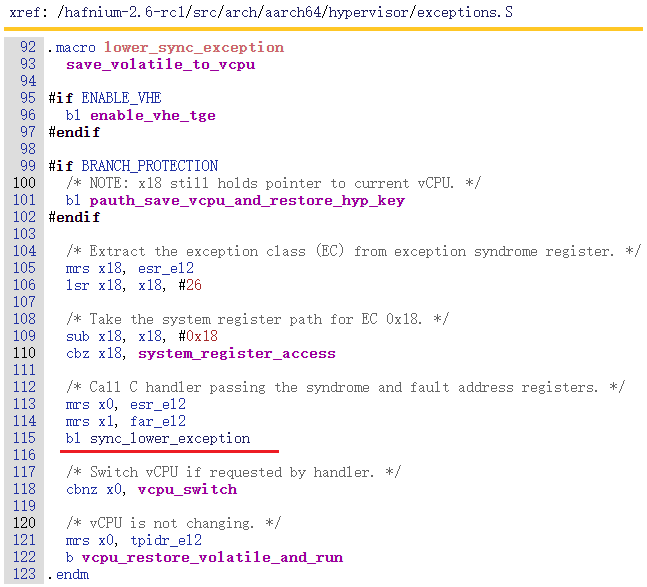 xref: /hafnium-2.6-rc1/src/arch/aarch64/hypervisor/exceptions.S
92 .macro lower_sync_exception
93   save_volatile_to_vcpu
94
95 #if ENABLE_VHE
96   bl enable_vhe_tge
97 #endif
98
99 #if BRANCH_PROTECTION
100   /* NOTE: x18 still holds pointer to current vCPU. */
101   bl pauth_save_vcpu_and_restore_hyp_key
102 #endif
103
104   /* Extract the exception class (EC) from exception syndrome register. */
105   mrs x18, esr_el2
106   lsr x18, x18, #26
107
108   /* Take the system register path for EC 0x18. */
109   sub x18, x18, #0x18
110   cbz x18, system_register_access
111
112   /* Call C handler passing the syndrome and fault address registers. */
113   mrs x0, esr_el2
114   mrs x1, far_el2
115   bl sync_lower_exception
116
117   /* Switch vCPU if requested by handler. */
118   cbnz x0, vcpu_switch
119
120   /* vCPU is not changing. */
121   mrs x0, tpidr_el2
122   b vcpu_restore_volatile_and_run
123 .endm